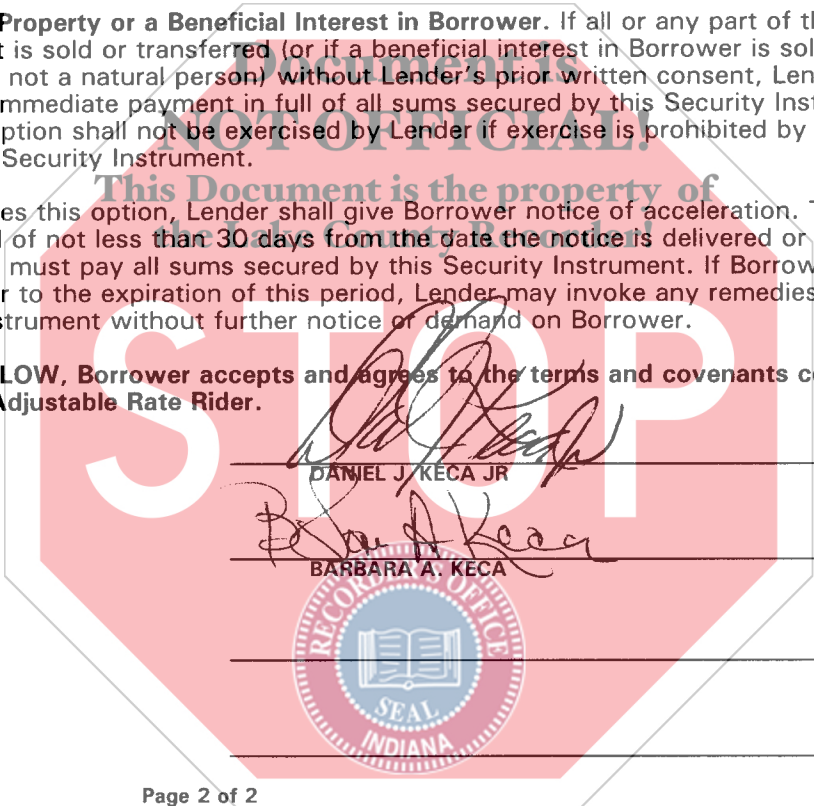 Property or a Beneficial Interest in Borrower. If all or any part of th
t is sold or transferred (or if a beneficial interest in Borrower is sol
not a natural person) without Lender's prior written consent, Len
mmediate payment in full of all sums secured by this Security Inst
ption shall not be exercised by Lender if exercise is prohibited by
Security Instrument.
Document is
NOT OFFICIAL!
This Document is the property of
the Lake County Recorder!
es this option, Lender shall give Borrower notice of acceleration. T
d of not less than 30 days from the date the notice is delivered or
must pay all sums secured by this Security Instrument. If Borrow
r to the expiration of this period, Lender may invoke any remedies
strument without further notice or demand on Borrower.
LOW, Borrower accepts and agrees to the terms and covenants c
Adjustable Rate Rider.
STOP
DANIEL J KECA JR
Barbara A Keca
BARBARA A. KECA
RECORDER'S OFFICE
SEAL
INDIANA
Page 2 of 2